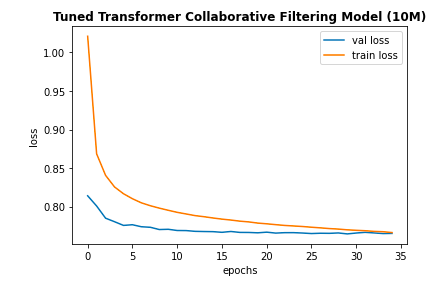 Tuned Transformer Collaborative Filtering Model (10M)
val loss
train loss
1.00
0.95
0.90
0.85
0.80
loss
0 5 10 15 20 25 30 35
epochs